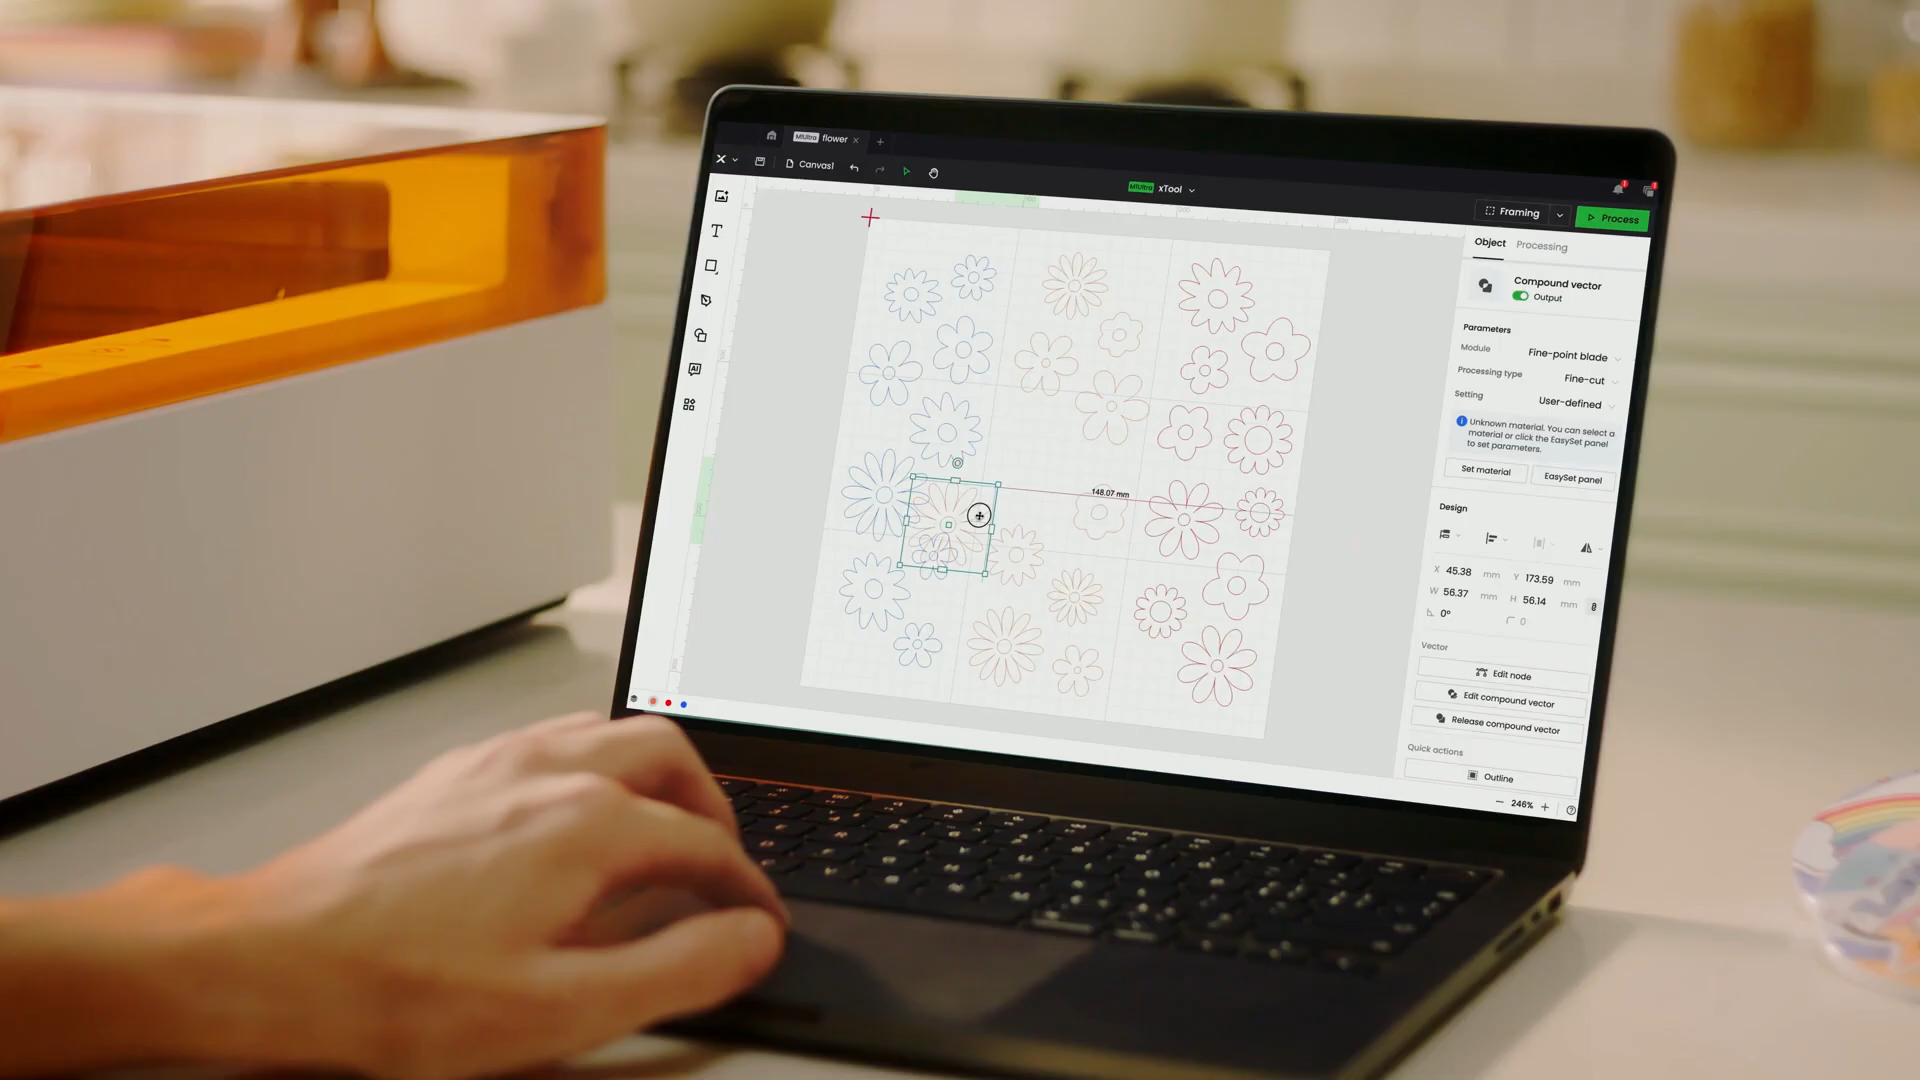 M1Ultra flower
Canvas1
M1Ultra xTool
Framing
Process
Object Processing
Compound vector
Output
Parameters
Module Fine-point blade
Processing type Fine-cut
Setting User-defined
Unknown material. You can select a
material or click the EasySet panel
to set parameters.
Set material EasySet panel
148.07 mm
Design
X 45.38 mm Y 173.59 mm
W 56.37 mm H 56.14 mm
0° 0
Vector
Edit node
Edit compound vector
Release compound vector
Quick actions
Outline
246%
T
AI